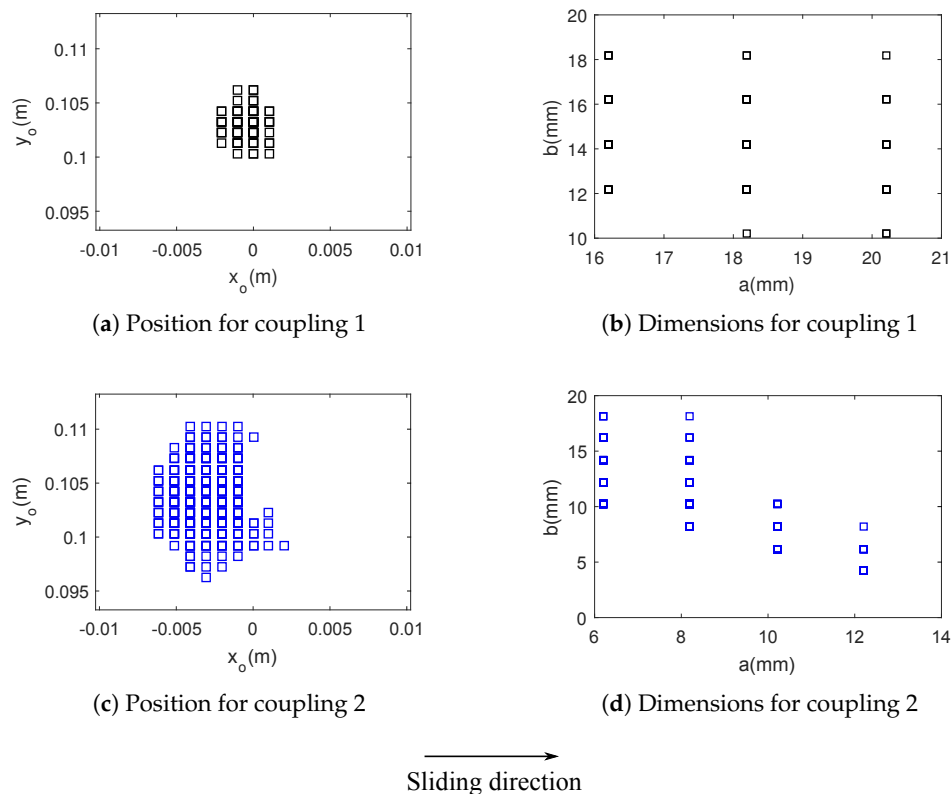 0.11
0.105
0.1
0.095
y_o(m)
-0.01 -0.005 0 0.005 0.01
x_o(m)
(a) Position for coupling 1
20
18
16
14
12
10
b(mm)
16 17 18 19 20 21
a(mm)
(b) Dimensions for coupling 1
0.11
0.105
0.1
0.095
y_o(m)
-0.01 -0.005 0 0.005 0.01
x_o(m)
(c) Position for coupling 2
20
15
10
5
0
b(mm)
6 8 10 12 14
a(mm)
(d) Dimensions for coupling 2
Sliding direction